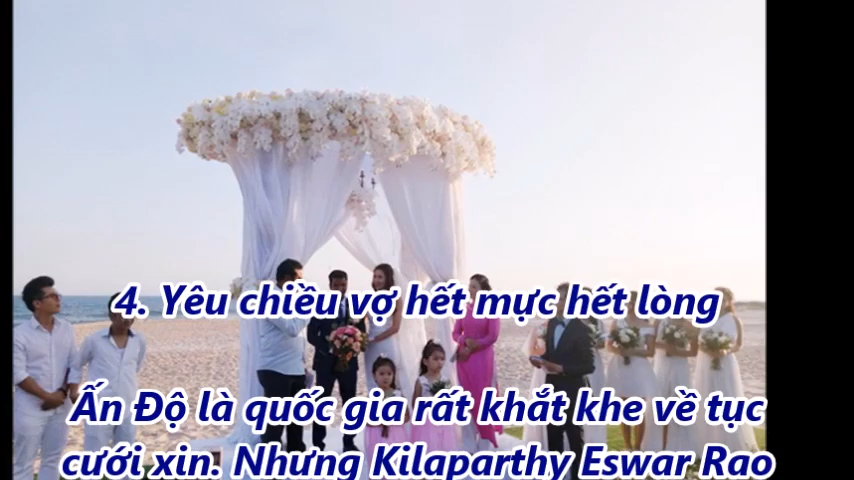 4. Yêu chiều vợ hết mực hết lòng
Ấn Độ là quốc gia rất khắt khe về tục
cưới xin. Nhưng Kilaparthy Eswar Rao